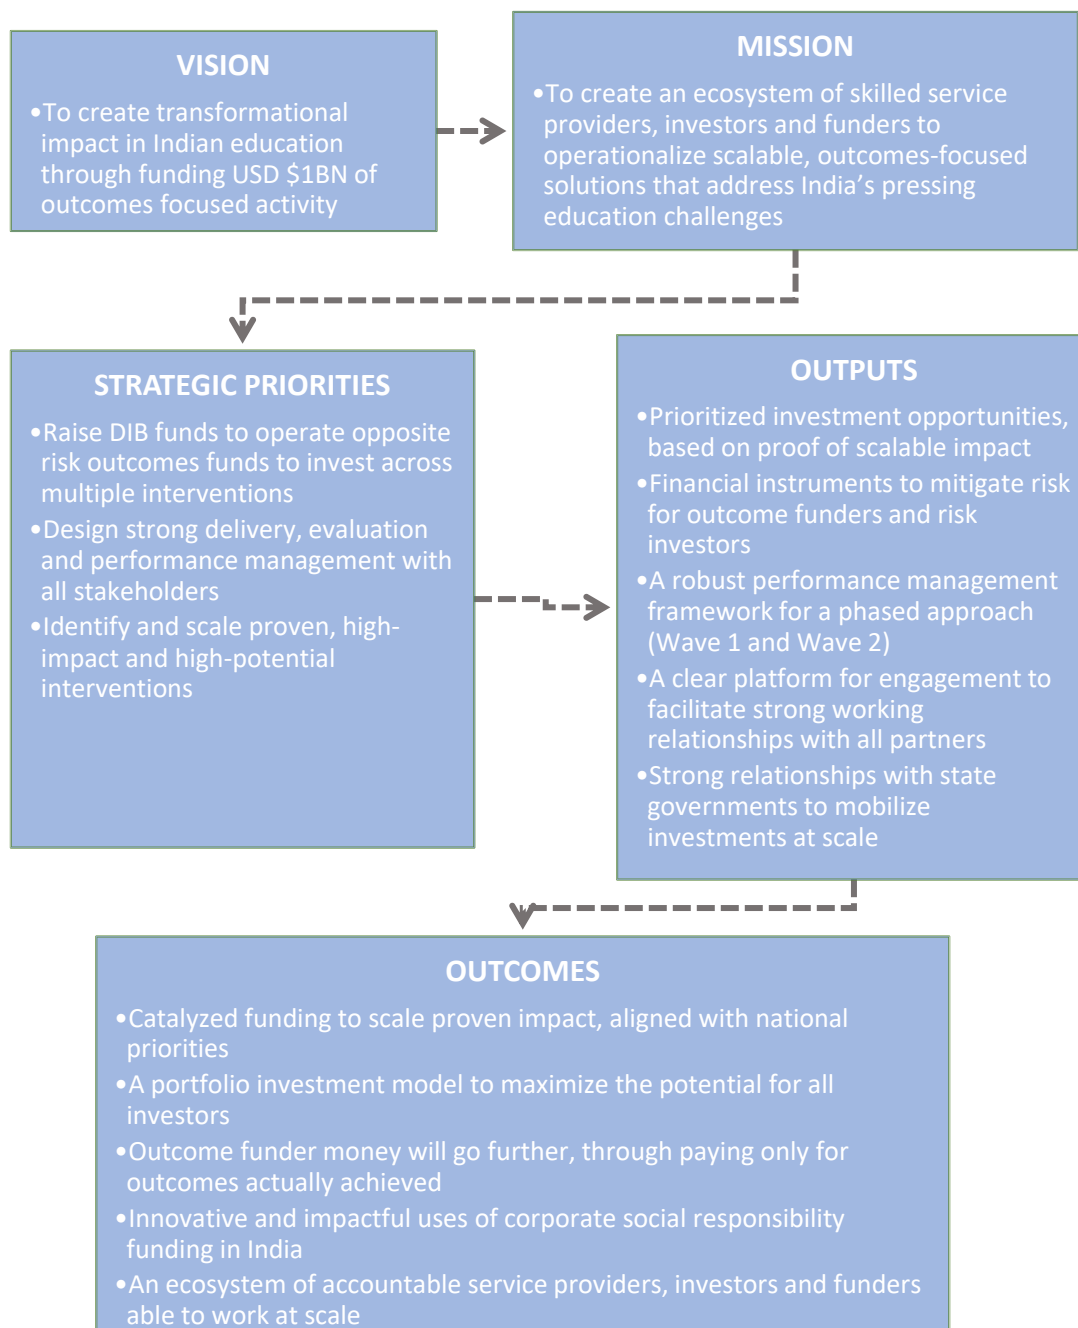 VISION
•To create transformational
impact in Indian education
through funding USD $1BN of
outcomes focused activity
MISSION
•To create an ecosystem of skilled service
providers, investors and funders to
operationalize scalable, outcomes-focused
solutions that address India’s pressing
education challenges
STRATEGIC PRIORITIES
•Raise DIB funds to operate opposite
risk outcomes funds to invest across
multiple interventions
•Design strong delivery, evaluation
and performance management with
all stakeholders
•Identify and scale proven, high-
impact and high-potential
interventions
OUTPUTS
•Prioritized investment opportunities,
based on proof of scalable impact
•Financial instruments to mitigate risk
for outcome funders and risk
investors
•A robust performance management
framework for a phased approach
(Wave 1 and Wave 2)
•A clear platform for engagement to
facilitate strong working
relationships with all partners
•Strong relationships with state
governments to mobilize
investments at scale
OUTCOMES
•Catalyzed funding to scale proven impact, aligned with national
priorities
•A portfolio investment model to maximize the potential for all
investors
•Outcome funder money will go further, through paying only for
outcomes actually achieved
•Innovative and impactful uses of corporate social responsibility
funding in India
•An ecosystem of accountable service providers, investors and funders
able to work at scale